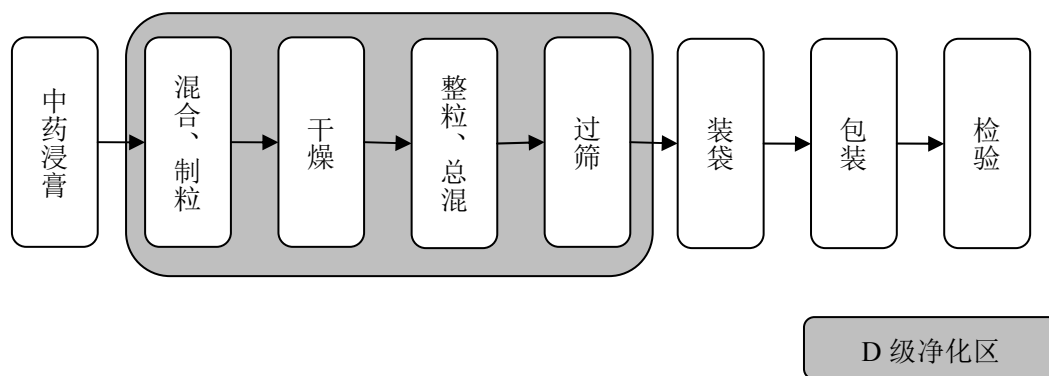 中药浸膏
混合、制粒
干燥
整粒、总混
过筛
装袋
包装
检验
D 级净化区